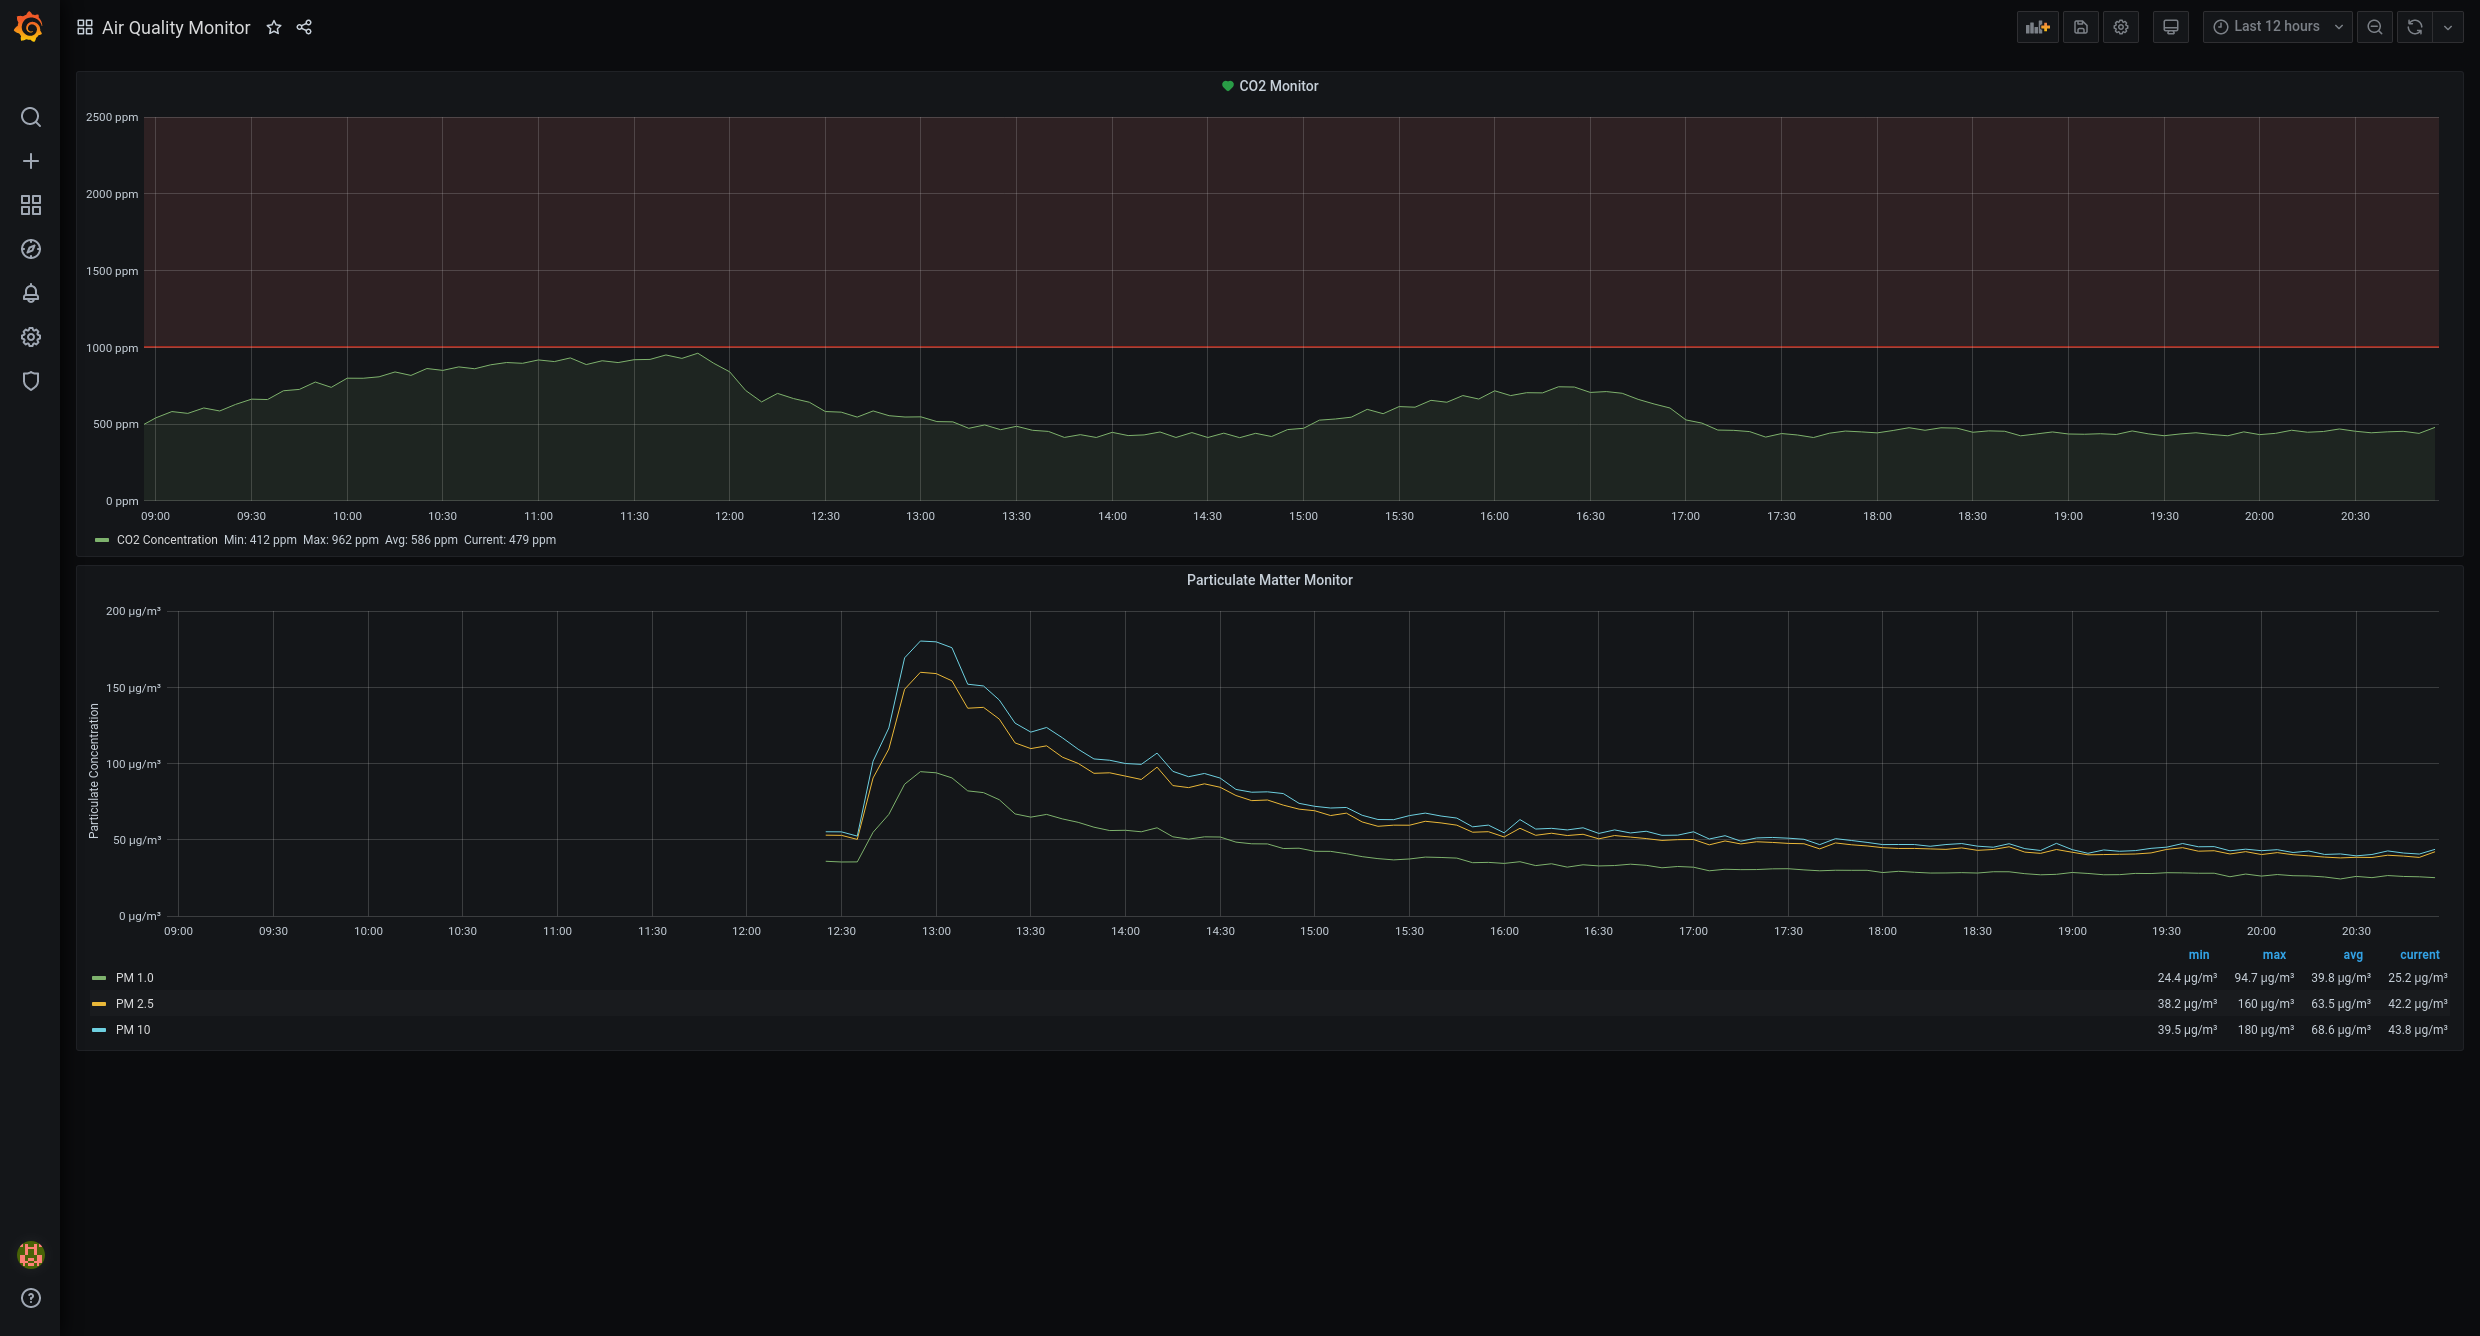 Air Quality Monitor
Last 12 hours
CO2 Monitor
2500 ppm
2000 ppm
1500 ppm
1000 ppm
500 ppm
0 ppm
09:00 09:30 10:00 10:30 11:00 11:30 12:00 12:30 13:00 13:30 14:00 14:30 15:00 15:30 16:00 16:30 17:00 17:30 18:00 18:30 19:00 19:30 20:00 20:30
CO2 Concentration Min: 412 ppm Max: 962 ppm Avg: 586 ppm Current: 479 ppm
Particulate Matter Monitor
Particulate Concentration
200 µg/m³
150 µg/m³
100 µg/m³
50 µg/m³
0 µg/m³
09:00 09:30 10:00 10:30 11:00 11:30 12:00 12:30 13:00 13:30 14:00 14:30 15:00 15:30 16:00 16:30 17:00 17:30 18:00 18:30 19:00 19:30 20:00 20:30
min max avg current
PM 1.0 24.4 µg/m³ 94.7 µg/m³ 39.8 µg/m³ 25.2 µg/m³
PM 2.5 38.2 µg/m³ 160 µg/m³ 63.5 µg/m³ 42.2 µg/m³
PM 10 39.5 µg/m³ 180 µg/m³ 68.6 µg/m³ 43.8 µg/m³